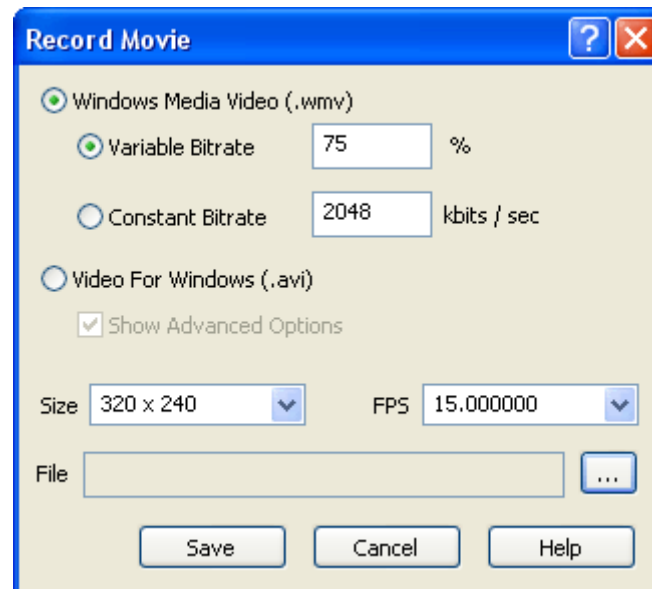 Record Movie
Windows Media Video (.wmv)
Variable Bitrate 75 %
Constant Bitrate 2048 kbits / sec
Video For Windows (.avi)
Show Advanced Options
Size 320 x 240 FPS 15.000000
File ...
Save Cancel Help